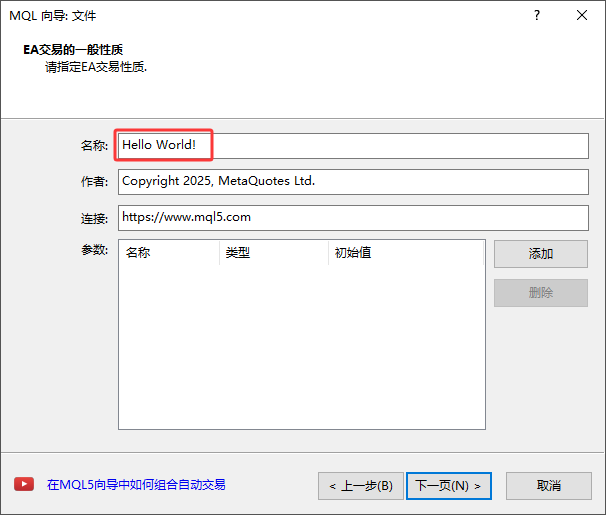 MQL 向导: 文件
?
EA交易的一般性质
请指定EA交易性质.
名称: Hello World!
作者: Copyright 2025, MetaQuotes Ltd.
连接: https://www.mql5.com
参数: 名称 类型 初始值 添加
删除
在MQL5向导中如何组合自动交易 < 上一步(B) 下一页(N) > 取消